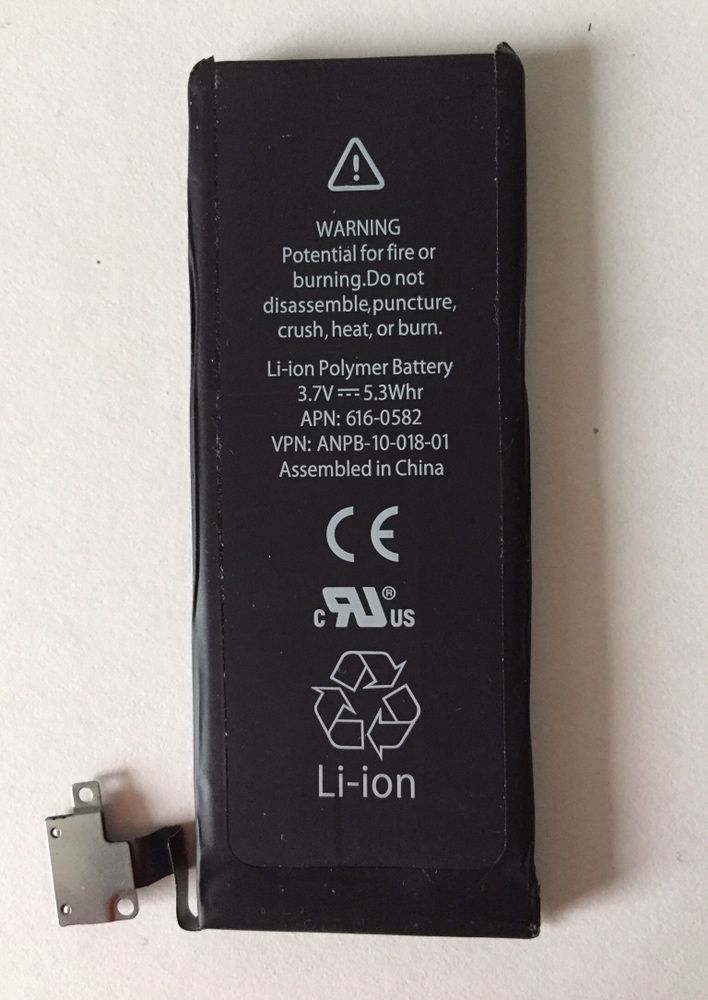 WARNING
Potential for fire or
burning.Do not
disassemble,puncture,
crush, heat, or burn.
Li-ion Polymer Battery
3.7V⎓5.3Whr
APN: 616-0582
VPN: ANPB-10-018-01
Assembled in China
CE
c RU ® US
Li-ion